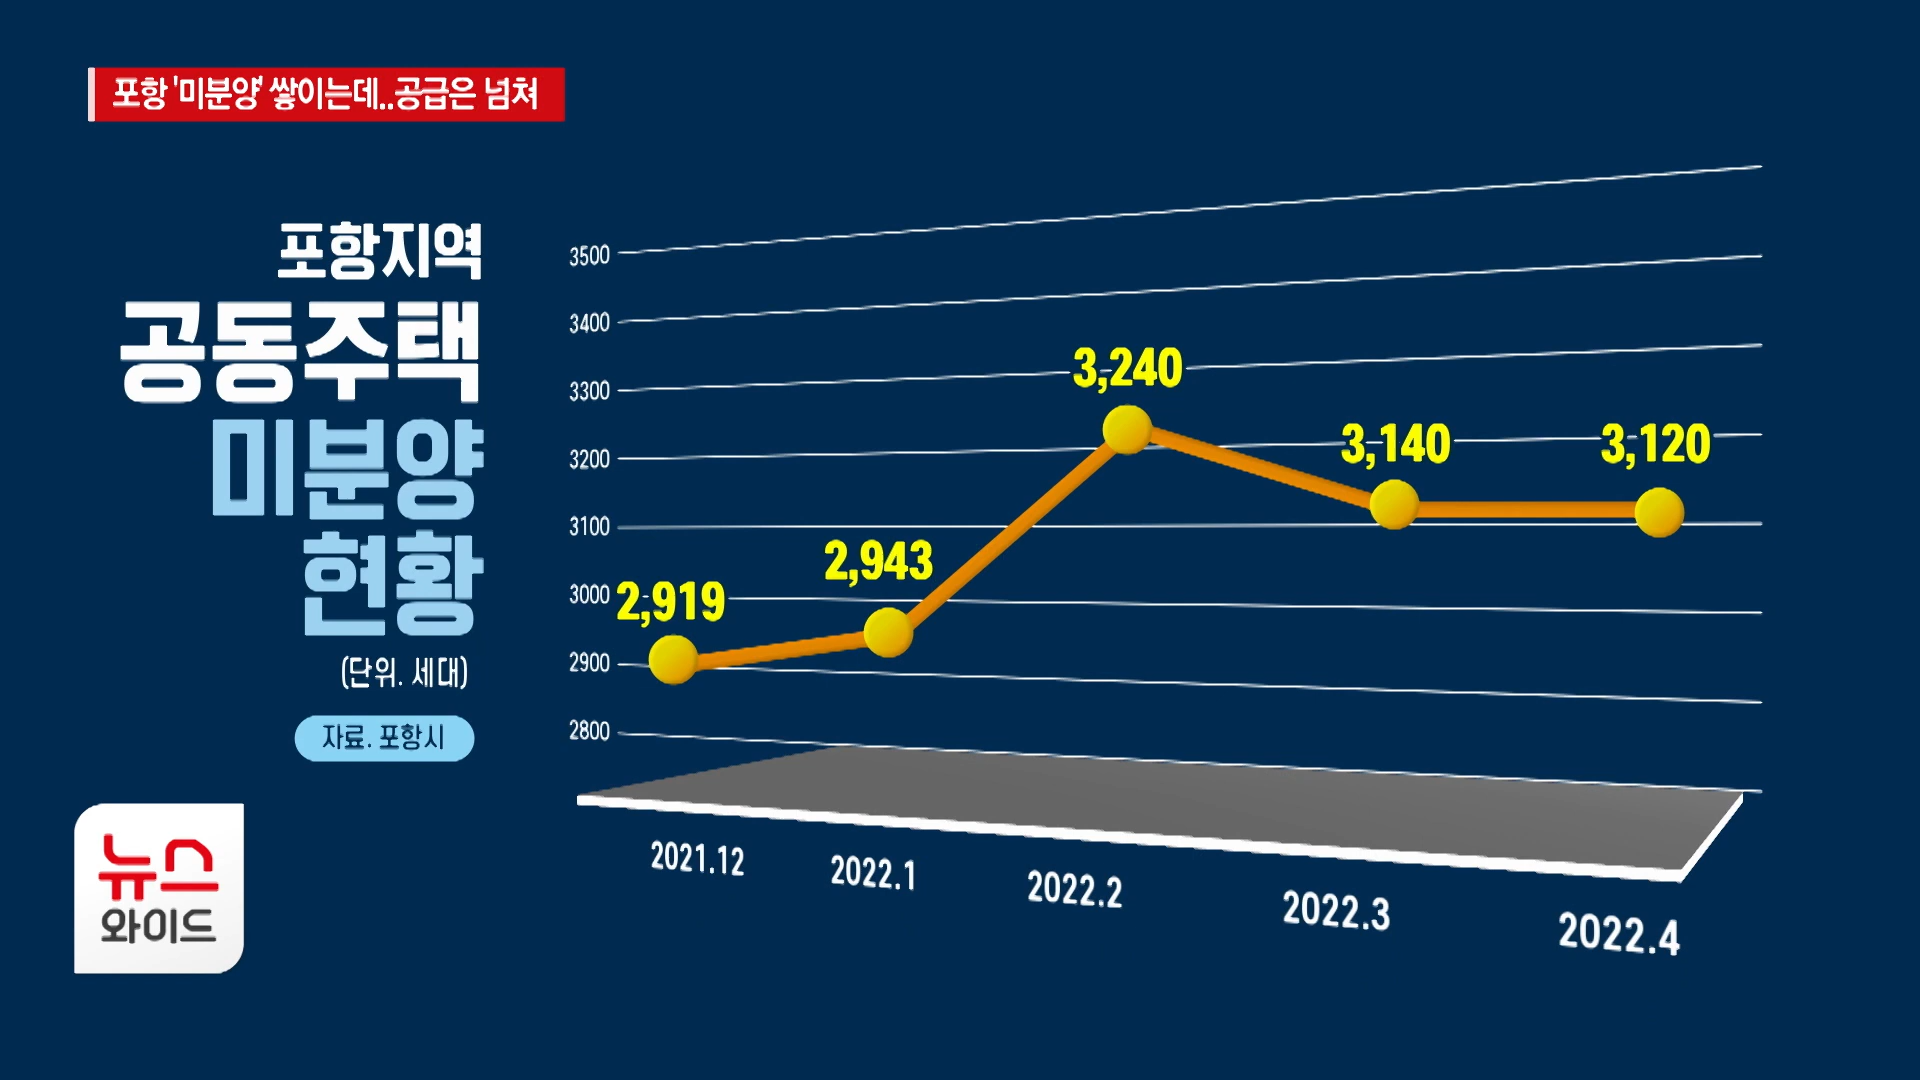 포항 '미분양' 쌓이는데..공급은 넘쳐
포항지역
공동주택
미분양
현황
(단위. 세대)
자료. 포항시
3500
3400
3300
3200
3100
3000
2900
2800
2,919
2,943
3,240
3,140
3,120
2021.12
2022.1
2022.2
2022.3
2022.4
뉴스
와이드